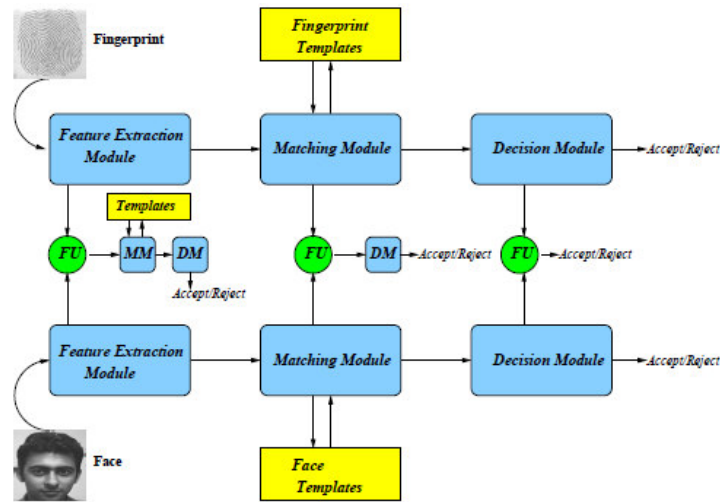 Fingerprint
Fingerprint
Templates
Feature Extraction
Module
Matching Module
Decision Module
Accept/Reject
Templates
FU
MM
DM
FU
DM
Accept/Reject
FU
Accept/Reject
Accept/Reject
Feature Extraction
Module
Matching Module
Decision Module
Accept/Reject
Face
Face
Templates